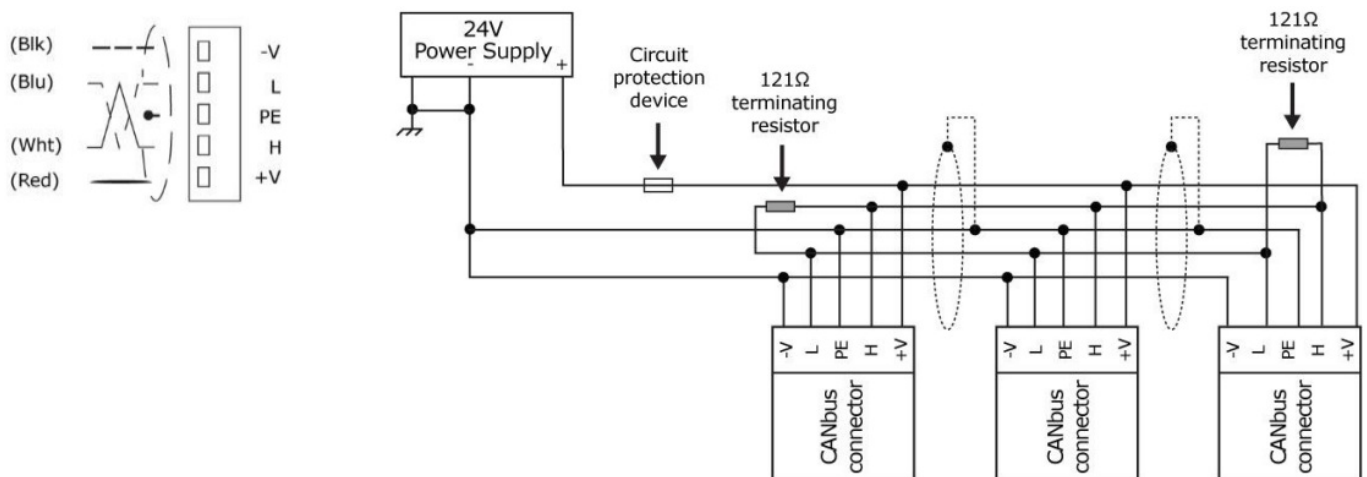 (Blk)
-V
(Blu)
L
PE
(Wht)
H
(Red)
+V
24V
Power Supply
-
+
Circuit
protection
device
121Ω
terminating
resistor
121Ω
terminating
resistor
-V L PE H +V
CANbus
connector
-V L PE H +V
CANbus
connector
-V L PE H +V
CANbus
connector